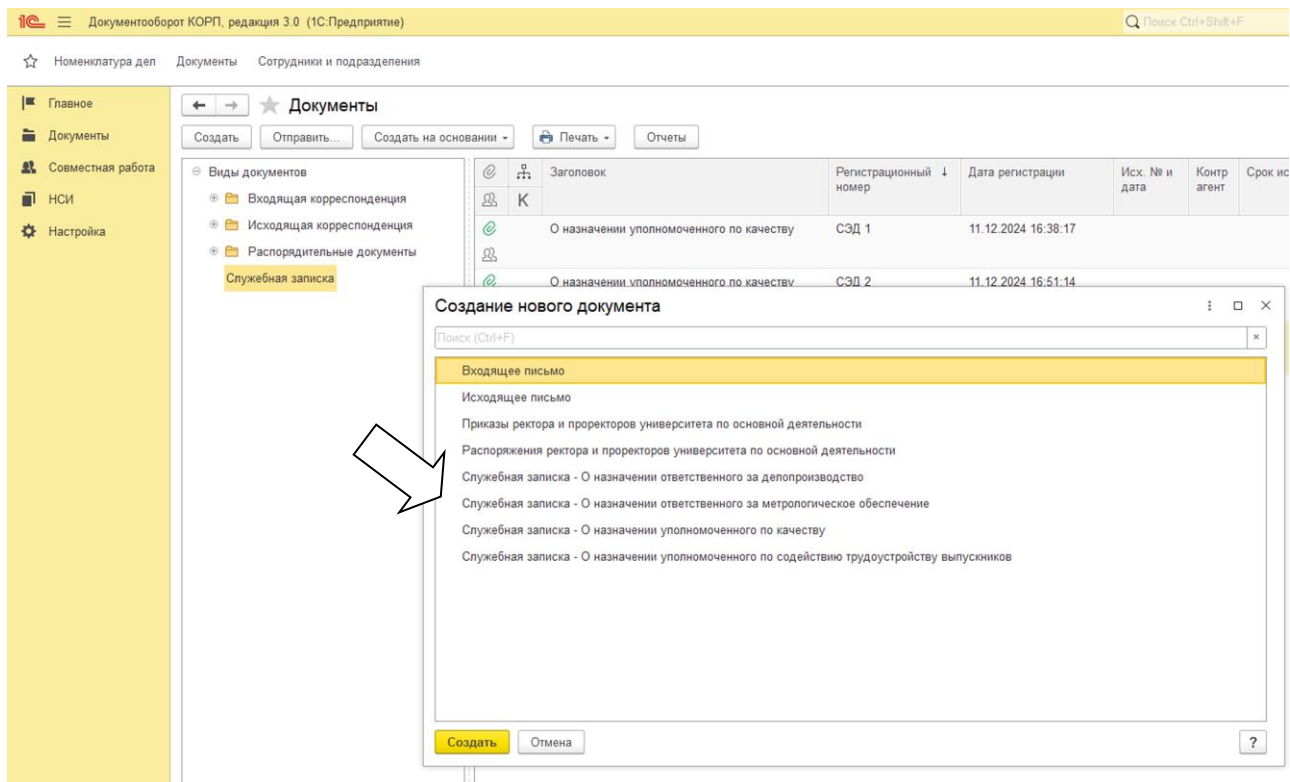 1С Документооборот КОРП, редакция 3.0 (1С:Предприятие) Поиск Ctrl+Shift+F
Номенклатура дел Документы Сотрудники и подразделения
Главное
Документы
Совместная работа
НСИ
Настройка
Документы
Создать Отправить... Создать на основании Печать Отчеты
Виды документов
Входящая корреспонденция
Исходящая корреспонденция
Распорядительные документы
Служебная записка
Заголовок Регистрационный номер Дата регистрации Исх. № и дата Контр агент Срок ис
К
О назначении уполномоченного по качеству СЭД 1 11.12.2024 16:38:17
О назначении уполномоченного по качеству СЭД 2 11.12.2024 16:51:14
Создание нового документа
Поиск (Ctrl+F)
Входящее письмо
Исходящее письмо
Приказы ректора и проректоров университета по основной деятельности
Распоряжения ректора и проректоров университета по основной деятельности
Служебная записка - О назначении ответственного за делопроизводство
Служебная записка - О назначении ответственного за метрологическое обеспечение
Служебная записка - О назначении уполномоченного по качеству
Служебная записка - О назначении уполномоченного по содействию трудоустройству выпускников
Создать Отмена ?